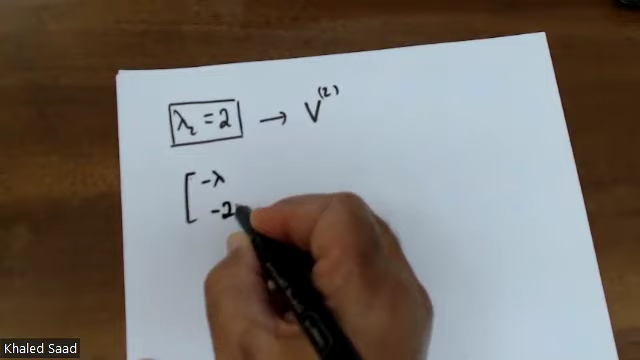 λ₂ = 2 → V⁽²⁾
[ -λ
-2
Khaled Saad